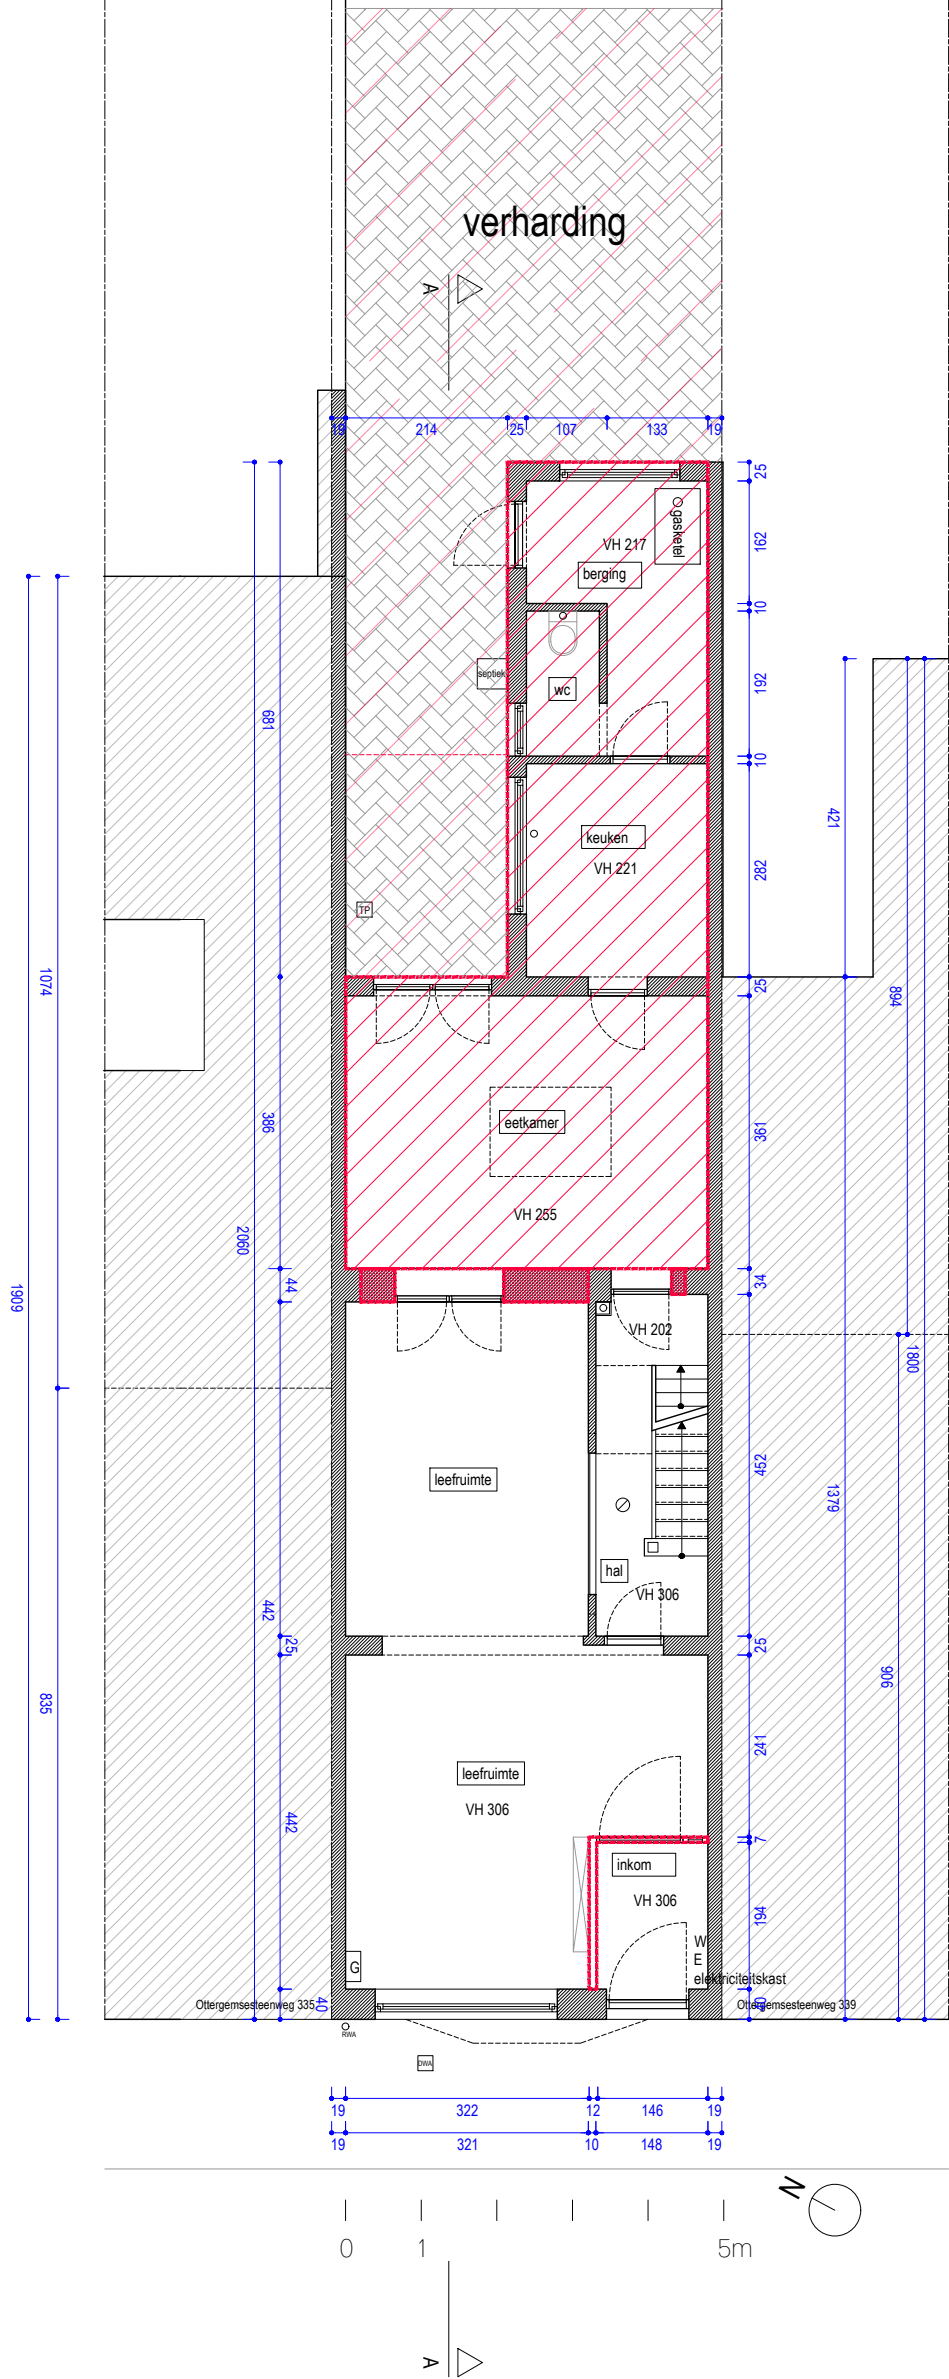 verharding
A
19
214
25
107
133
19
25
gasketel
VH 217
162
berging
10
septiek
wc
192
681
10
421
keuken
VH 221
282
TP
1074
25
894
386
eetkamer
361
VH 255
2060
44
34
1909
VH 202
1800
leefruimte
452
1379
hal
VH 306
442
25
25
906
835
leefruimte
241
VH 306
442
7
inkom
VH 306
194
W
G
E
elektriciteitskast
Ottergemsesteenweg 335
40
Ottergemsesteenweg 339
40
RWA
DWA
19
322
12
146
19
19
321
10
148
19
N
0
1
5m
A